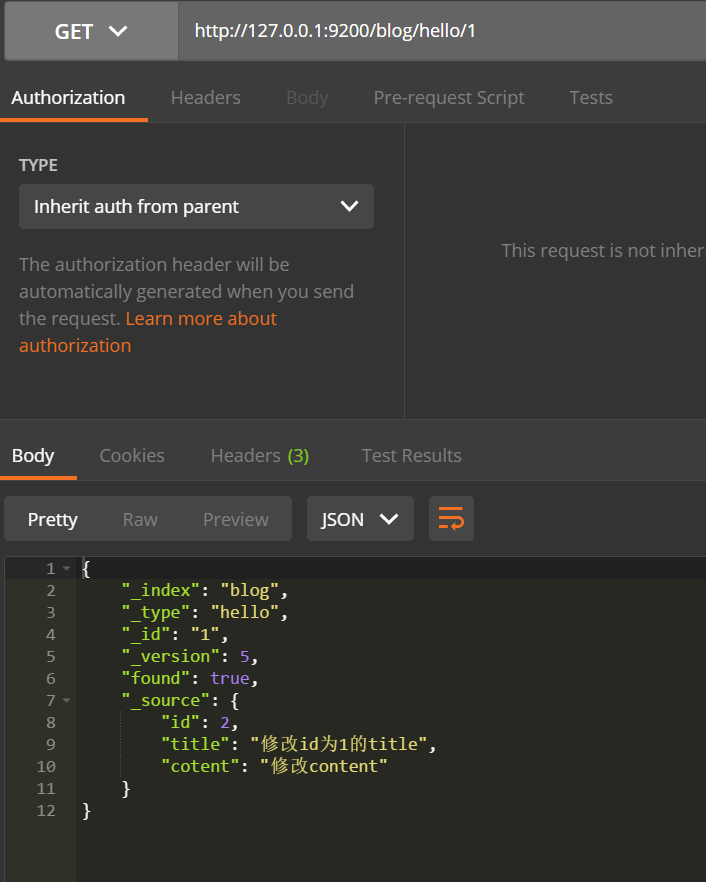 GET http://127.0.0.1:9200/blog/hello/1
Authorization Headers Body Pre-request Script Tests
TYPE
Inherit auth from parent
This request is not inher
The authorization header will be
automatically generated when you send
the request. Learn more about
authorization
Body Cookies Headers (3) Test Results
Pretty Raw Preview JSON
1 {
2 "_index": "blog",
3 "_type": "hello",
4 "_id": "1",
5 "_version": 5,
6 "found": true,
7 "_source": {
8 "id": 2,
9 "title": "修改id为1的title",
10 "cotent": "修改content"
11 }
12 }